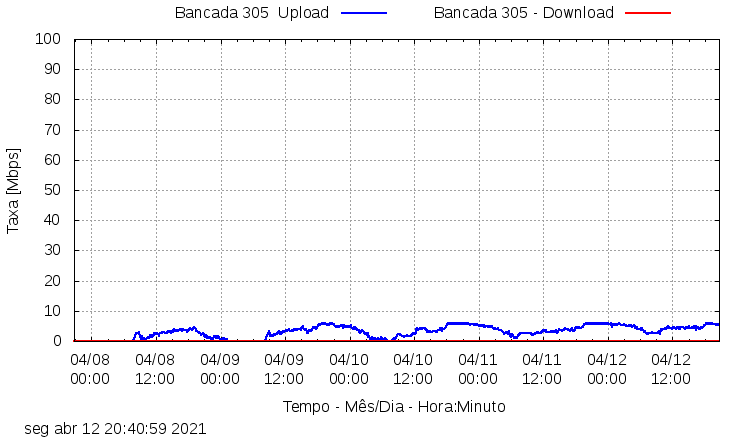 Bancada 305  Upload
Bancada 305 - Download
100
90
80
70
60
50
40
30
20
10
0
Taxa [Mbps]
04/08 04/08 04/09 04/09 04/10 04/10 04/11 04/11 04/12 04/12
00:00 12:00 00:00 12:00 00:00 12:00 00:00 12:00 00:00 12:00
Tempo - Mês/Dia - Hora:Minuto
seg abr 12 20:40:59 2021